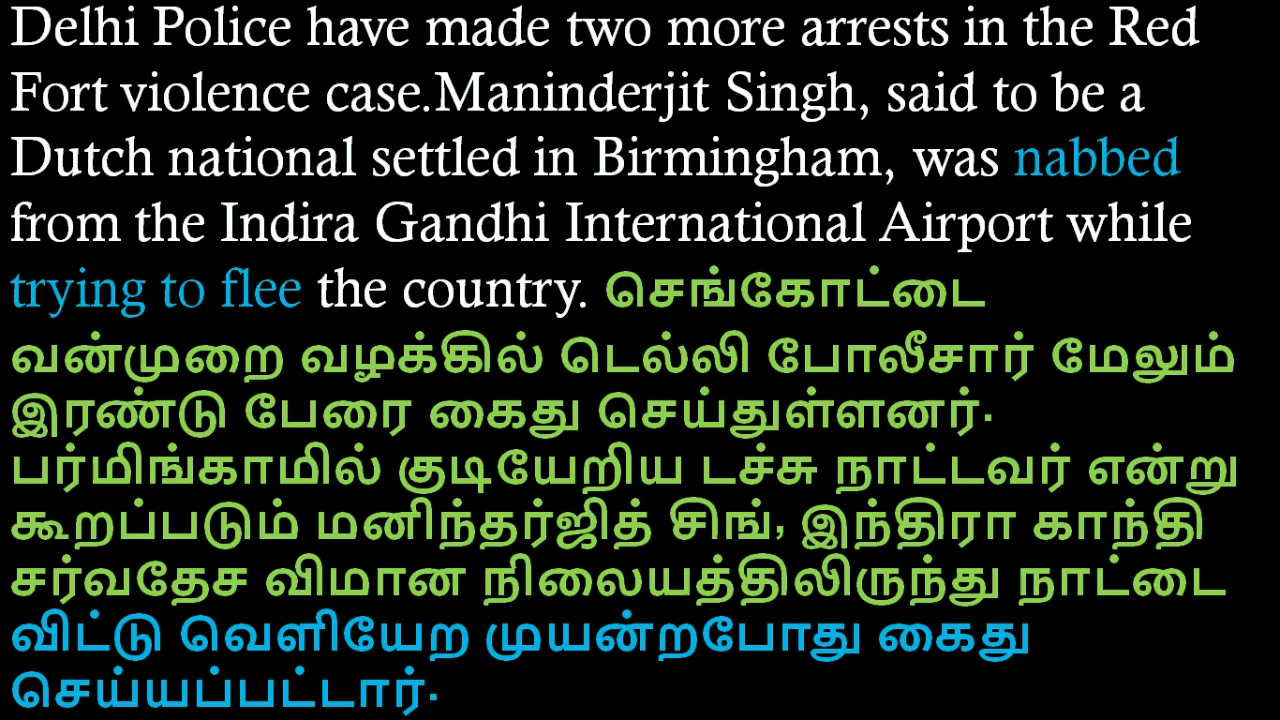 Delhi Police have made two more arrests in the Red
Fort violence case.Maninderjit Singh, said to be a
Dutch national settled in Birmingham, was nabbed
from the Indira Gandhi International Airport while
trying to flee the country. செங்கோட்டை
வன்முறை வழக்கில் டெல்லி போலீசார் மேலும்
இரண்டு பேரை கைது செய்துள்ளனர்.
பர்மிங்காமில் குடியேறிய டச்சு நாட்டவர் என்று
கூறப்படும் மனிந்தர்ஜித் சிங், இந்திரா காந்தி
சர்வதேச விமான நிலையத்திலிருந்து நாட்டை
விட்டு வெளியேற முயன்றபோது கைது
செய்யப்பட்டார்.